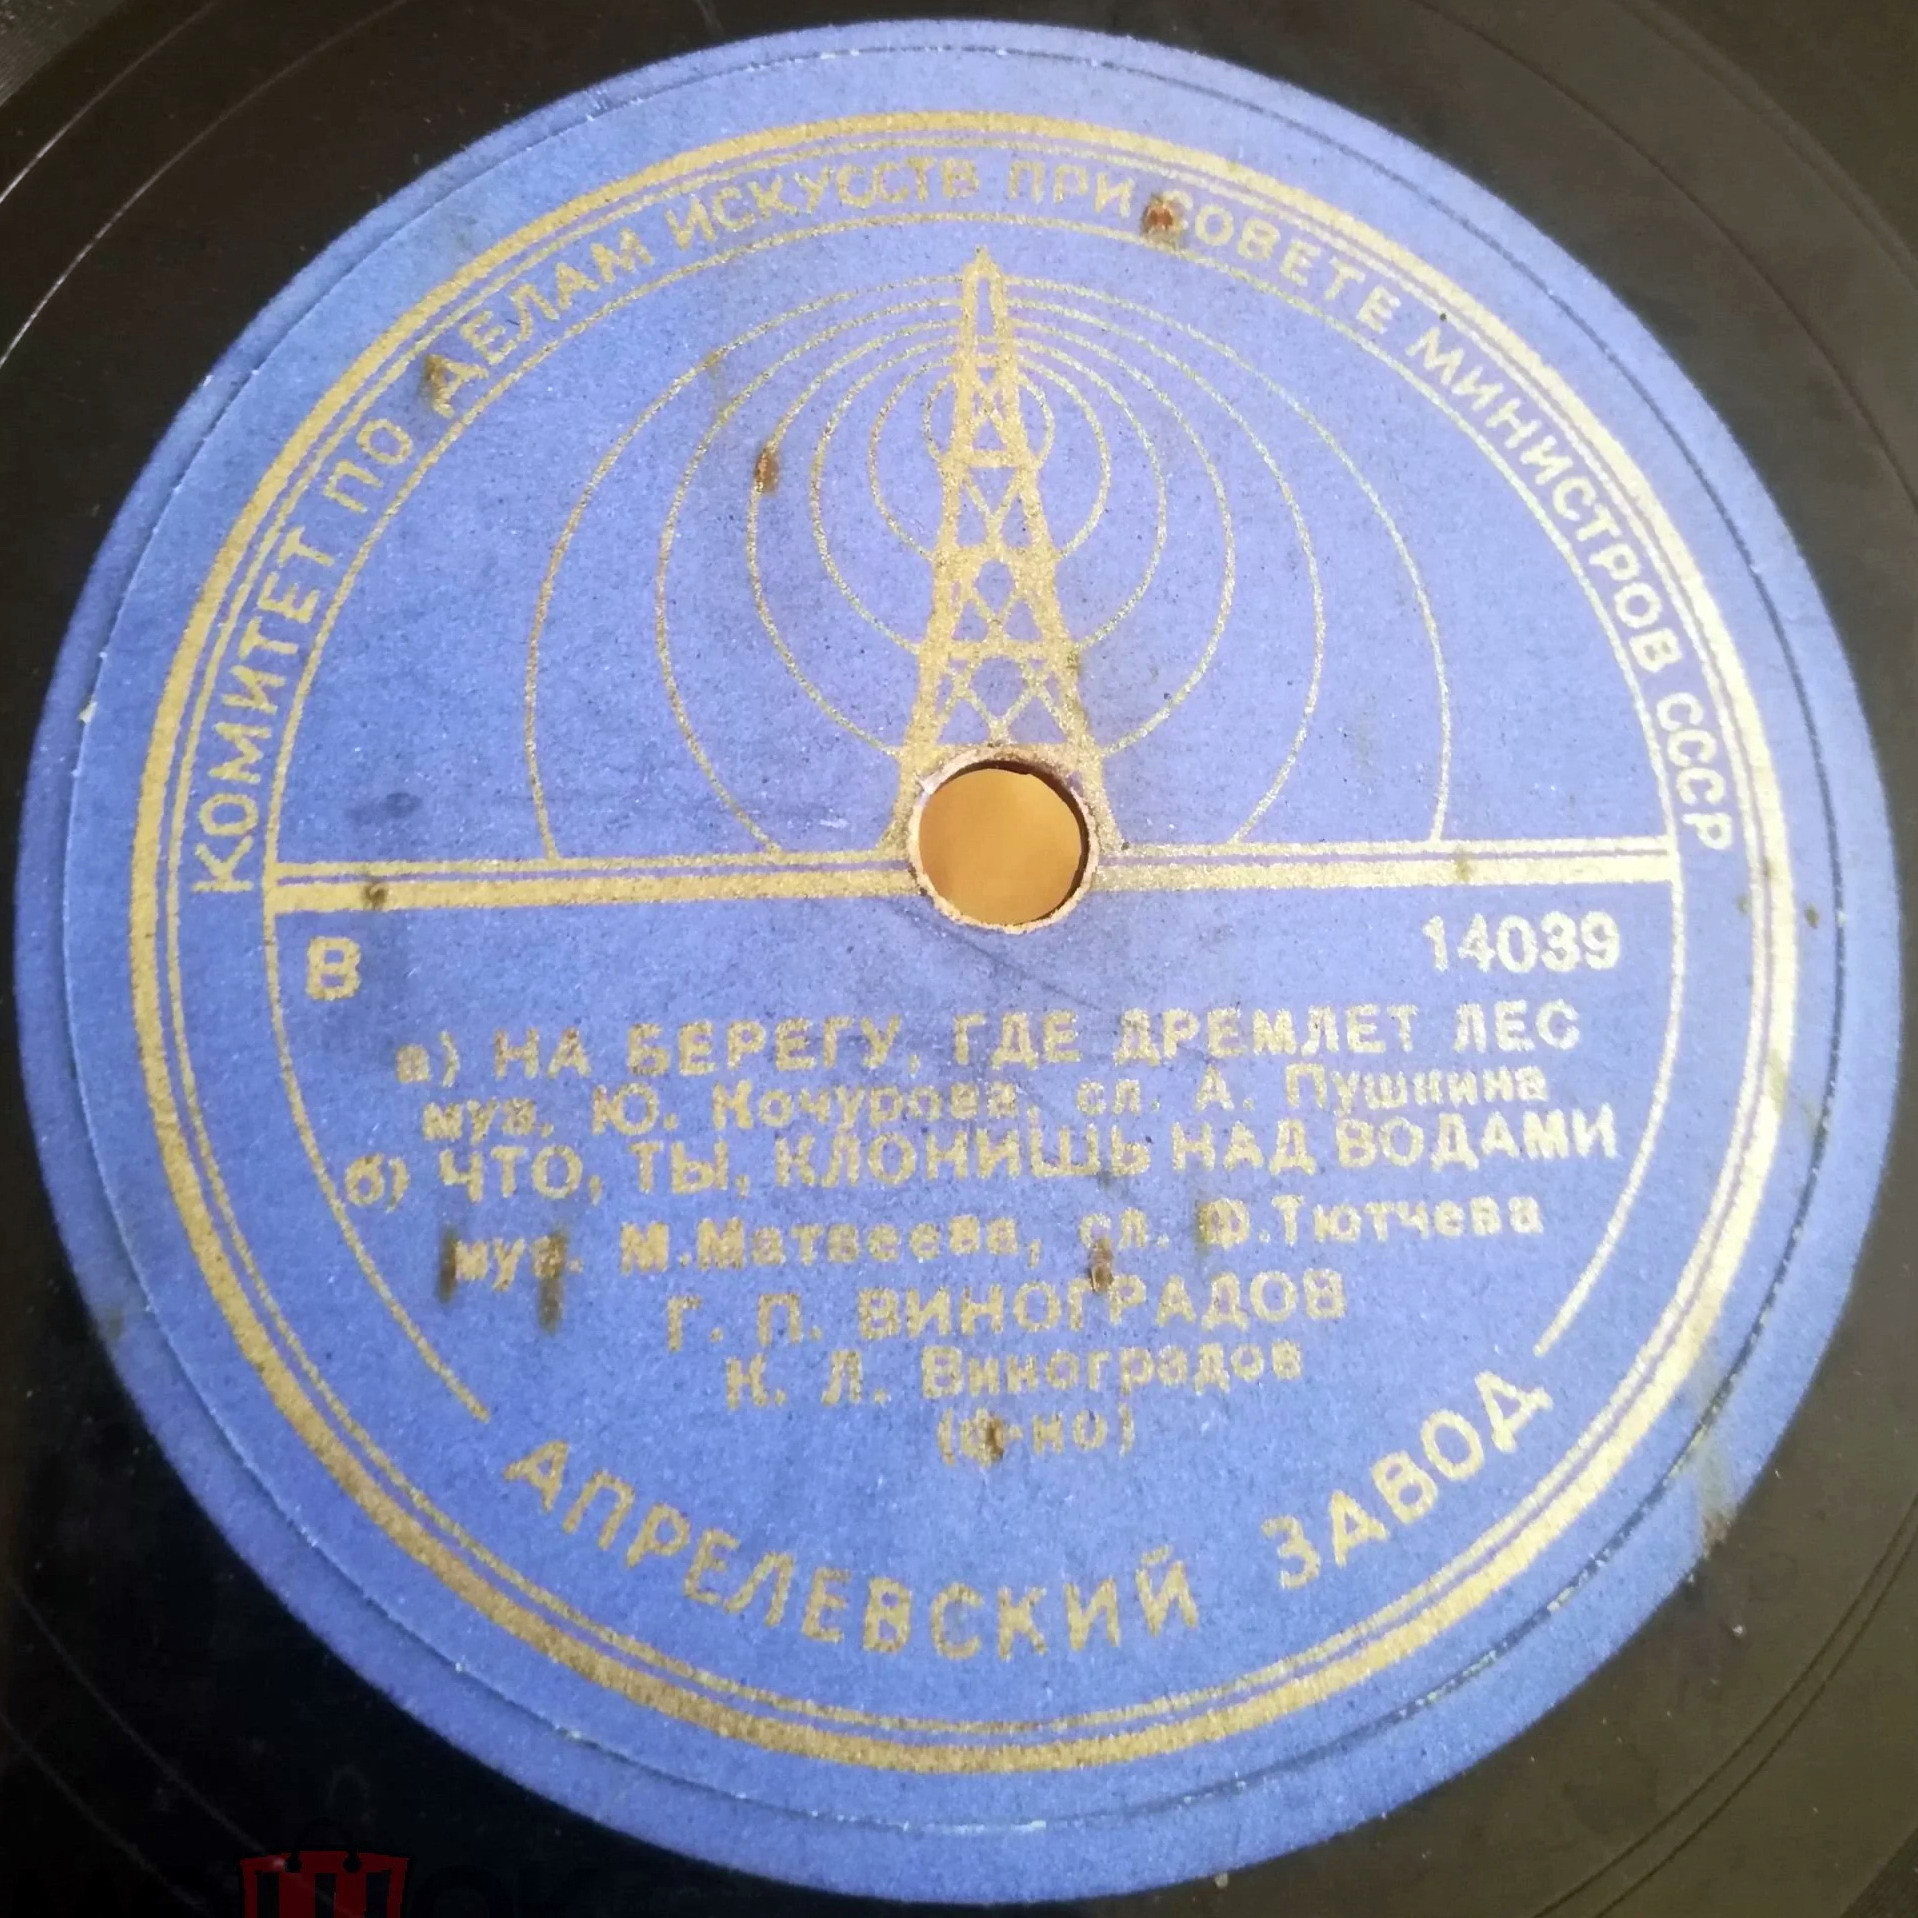 КОМИТЕТ ПО ДЕЛАМ ИСКУССТВ ПРИ СОВЕТЕ МИНИСТРОВ СССР
В 14039
а) НА БЕРЕГУ, ГДЕ ДРЕМЛЕТ ЛЕС
муз. Ю. Кочурова, сл. А. Пушкина
б) ЧТО, ТЫ, КЛОНИШЬ НАД ВОДАМИ
муз. М.Матвеева, сл. Ф.Тютчева
Г. П. ВИНОГРАДОВ
К. Л. Виноградов
(ф-но)
АПРЕЛЕВСКИЙ ЗАВОД